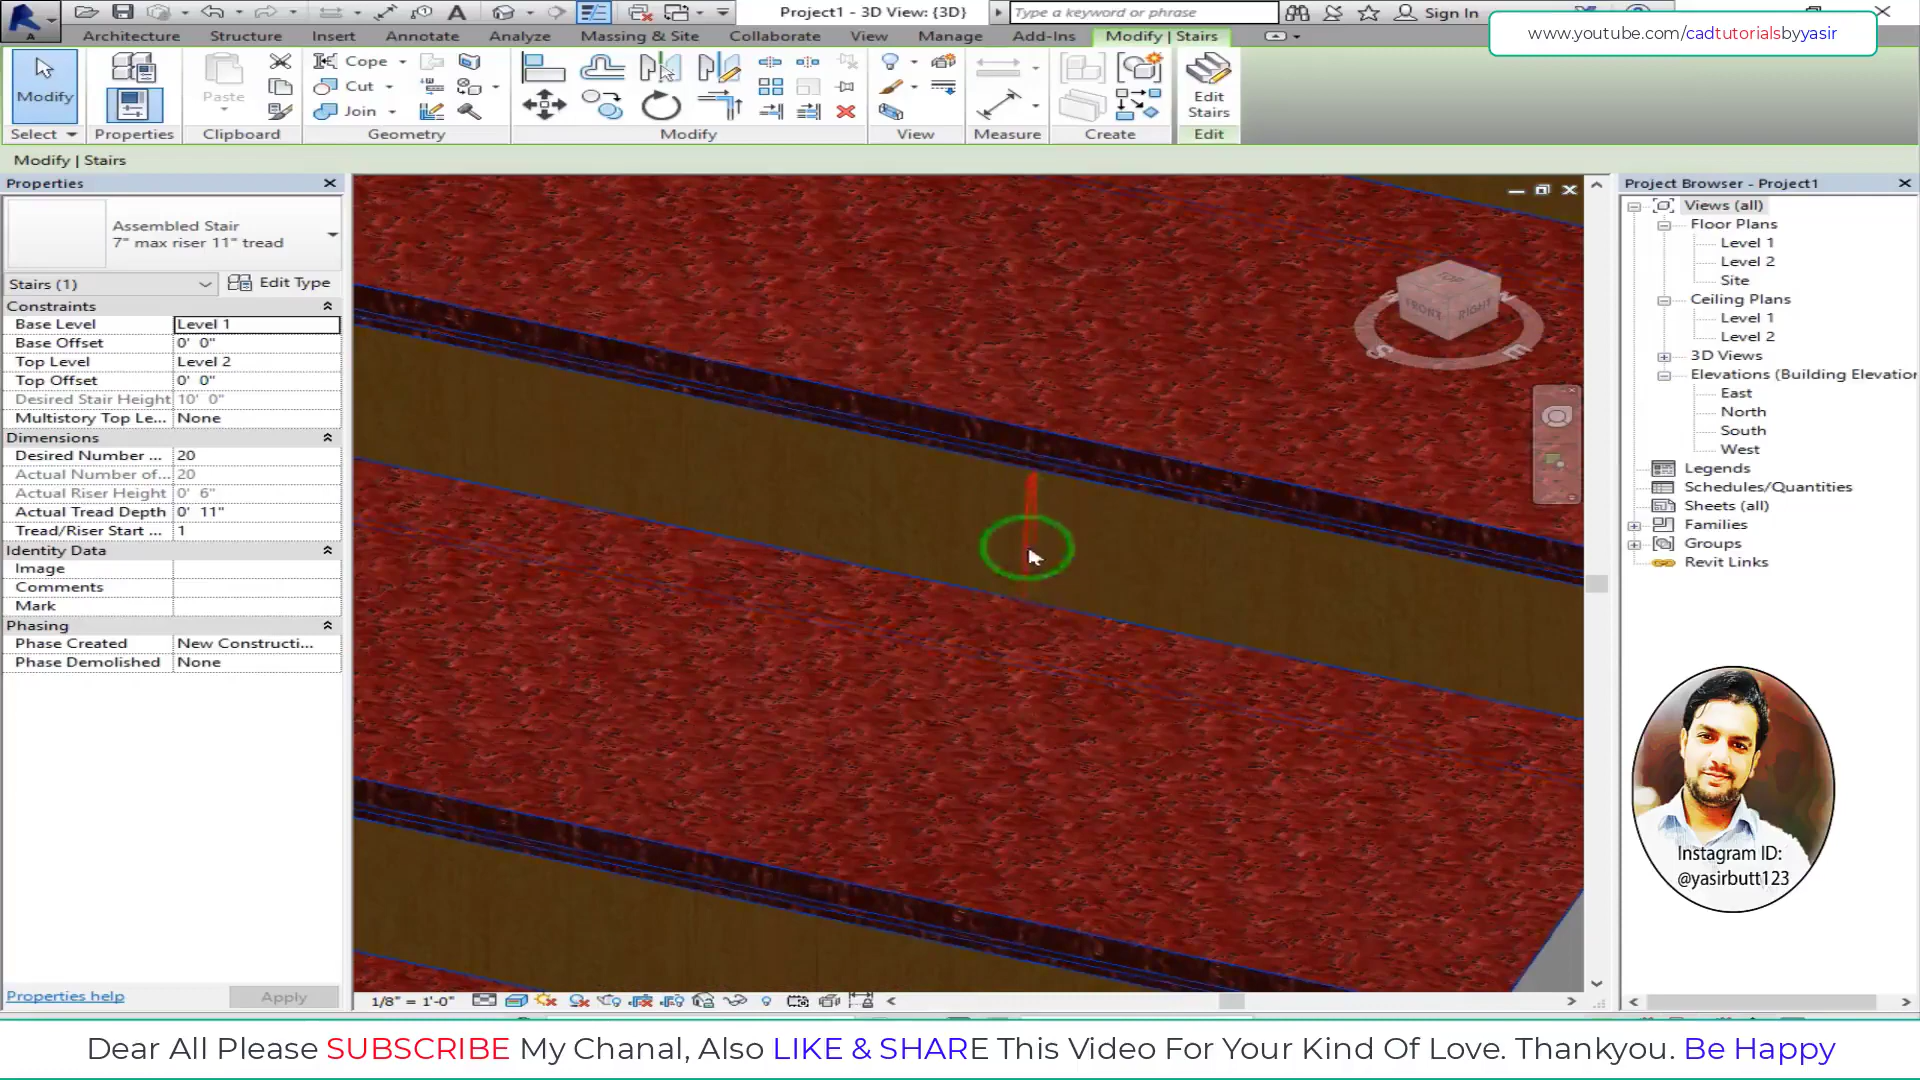 Project1 - 3D View: {3D}
Type a keyword or phrase
Sign In
www.youtube.com/cadtutorialsbyyasir
Architecture
Structure
Insert
Annotate
Analyze
Massing & Site
Collaborate
View
Manage
Add-Ins
Modify | Stairs
Modify
Paste
Cope
Cut
Join
Edit
Stairs
Select
Properties
Clipboard
Geometry
Modify
View
Measure
Create
Edit
Modify | Stairs
Properties
Assembled Stair
7" max riser 11" tread
Stairs (1)
Edit Type
Constraints
Base Level Level 1
Base Offset 0' 0"
Top Level Level 2
Top Offset 0' 0"
Desired Stair Height 10' 0"
Multistory Top Le... None
Dimensions
Desired Number ... 20
Actual Number of... 20
Actual Riser Height 0' 6"
Actual Tread Depth 0' 11"
Tread/Riser Start ... 1
Identity Data
Image
Comments
Mark
Phasing
Phase Created New Constructi...
Phase Demolished None
Properties help
Apply
TOP
FRONT
RIGHT
S
E
1/8" = 1'-0"
Project Browser - Project1
Views (all)
Floor Plans
Level 1
Level 2
Site
Ceiling Plans
Level 1
Level 2
3D Views
Elevations (Building Elevation
East
North
South
West
Legends
Schedules/Quantities
Sheets (all)
Families
Groups
Revit Links
Instagram ID:
@yasirbutt123
Dear All Please SUBSCRIBE My Chanal, Also LIKE & SHARE This Video For Your Kind Of Love. Thankyou. Be Happy